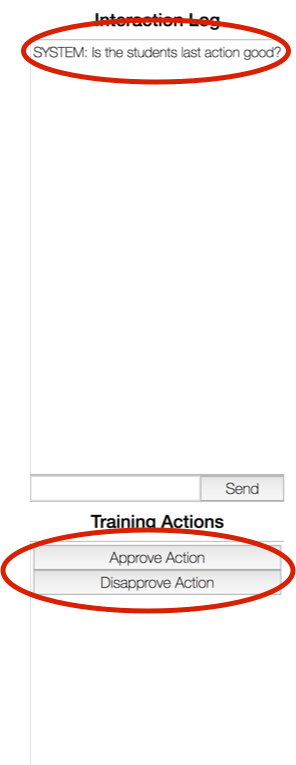 Interaction Log
SYSTEM: Is the students last action good?
Send
Training Actions
Approve Action
Disapprove Action